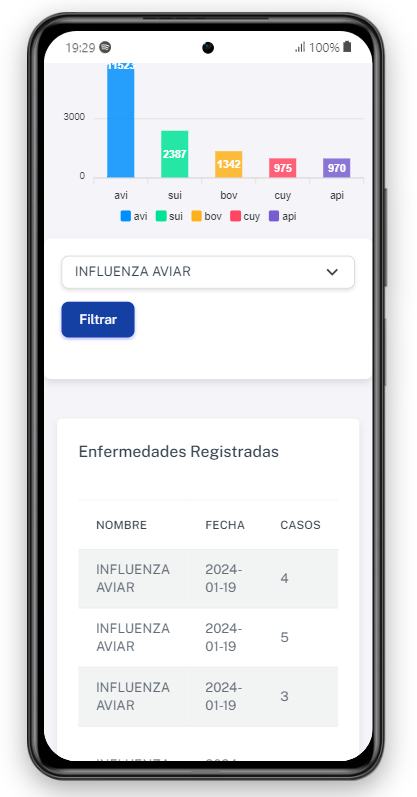 19:29
100%
11523
3000
2387
1342
975
970
0
avi sui bov cuy api
avi sui bov cuy api
INFLUENZA AVIAR
Filtrar
Enfermedades Registradas
NOMBRE FECHA CASOS
INFLUENZA 2024-
AVIAR 01-19 4
INFLUENZA 2024-
AVIAR 01-19 5
INFLUENZA 2024-
AVIAR 01-19 3